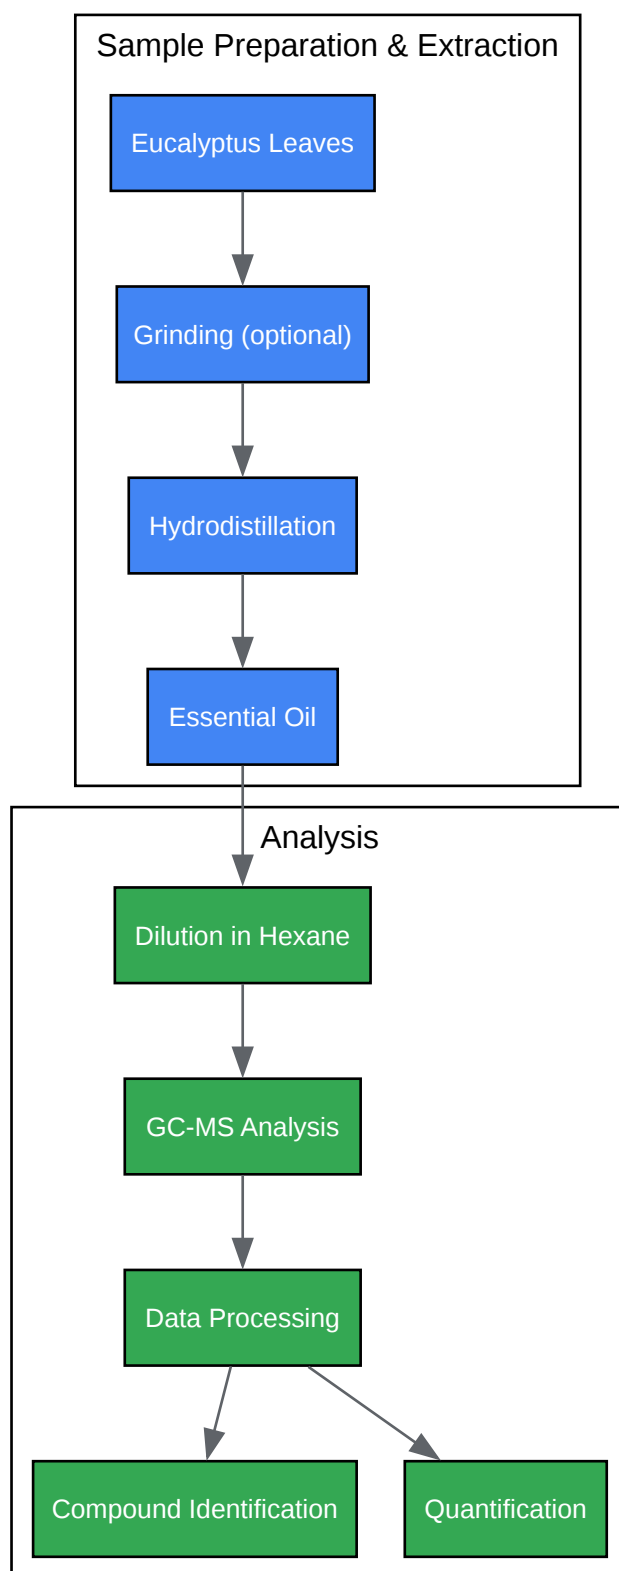 Sample Preparation & Extraction
Eucalyptus Leaves
Grinding (optional)
Hydrodistillation
Essential Oil
Analysis
Dilution in Hexane
GC-MS Analysis
Data Processing
Compound Identification
Quantification